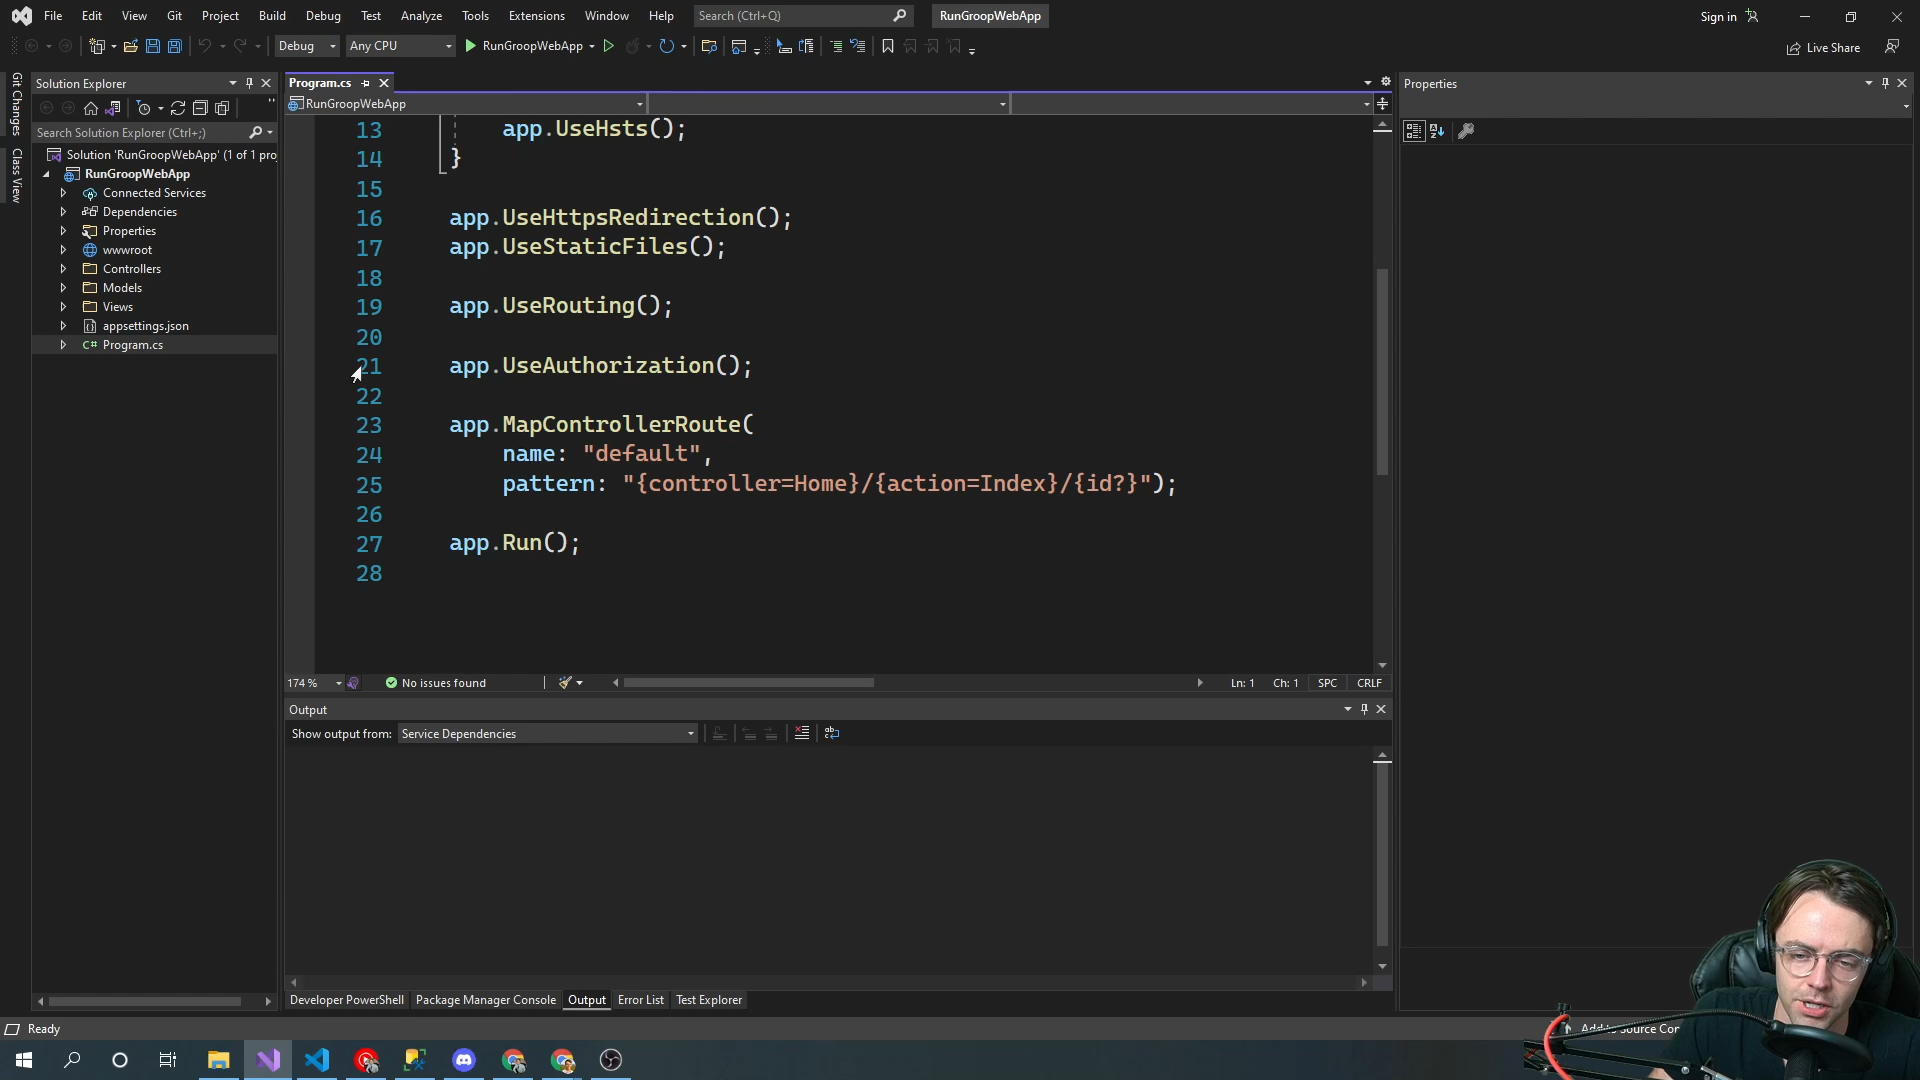 File Edit View Git Project Build Debug Test Analyze Tools Extensions Window Help Search (Ctrl+Q) RunGroopWebApp Sign in
Debug Any CPU RunGroopWebApp Live Share
Git Changes
Class View
Solution Explorer
Search Solution Explorer (Ctrl+;)
Solution 'RunGroopWebApp' (1 of 1 pro
RunGroopWebApp
Connected Services
Dependencies
Properties
wwwroot
Controllers
Models
Views
appsettings.json
C# Program.cs
Program.cs
RunGroopWebApp
13 app.UseHsts();
14 }
15
16 app.UseHttpsRedirection();
17 app.UseStaticFiles();
18
19 app.UseRouting();
20
21 app.UseAuthorization();
22
23 app.MapControllerRoute(
24 name: "default",
25 pattern: "{controller=Home}/{action=Index}/{id?}");
26
27 app.Run();
28
174 % No issues found Ln: 1 Ch: 1 SPC CRLF
Output
Show output from: Service Dependencies
Developer PowerShell Package Manager Console Output Error List Test Explorer
Properties
Ready
Add to Source Con